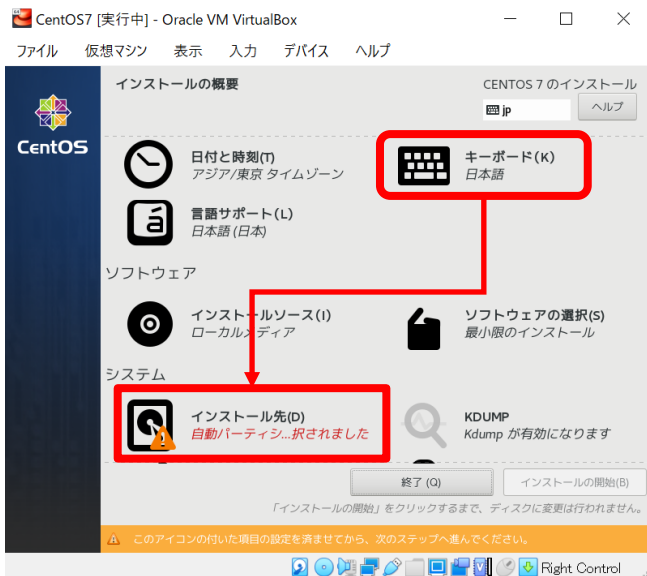 CentOS7 [実行中] - Oracle VM VirtualBox
ファイル 仮想マシン 表示 入力 デバイス ヘルプ
インストールの概要
CENTOS 7 のインストール
jp
ヘルプ
CentOS
日付と時刻(T)
アジア/東京 タイムゾーン
キーボード(K)
日本語
言語サポート(L)
日本語 (日本)
ソフトウェア
インストールソース(I)
ローカルメディア
ソフトウェアの選択(S)
最小限のインストール
システム
インストール先(D)
自動パーティシ...択されました
KDUMP
Kdump が有効になります
終了 (Q)
インストールの開始(B)
「インストールの開始」をクリックするまで、ディスクに変更は行われません。
このアイコンの付いた項目の設定を済ませてから、次のステップへ進んでください。
Right Control